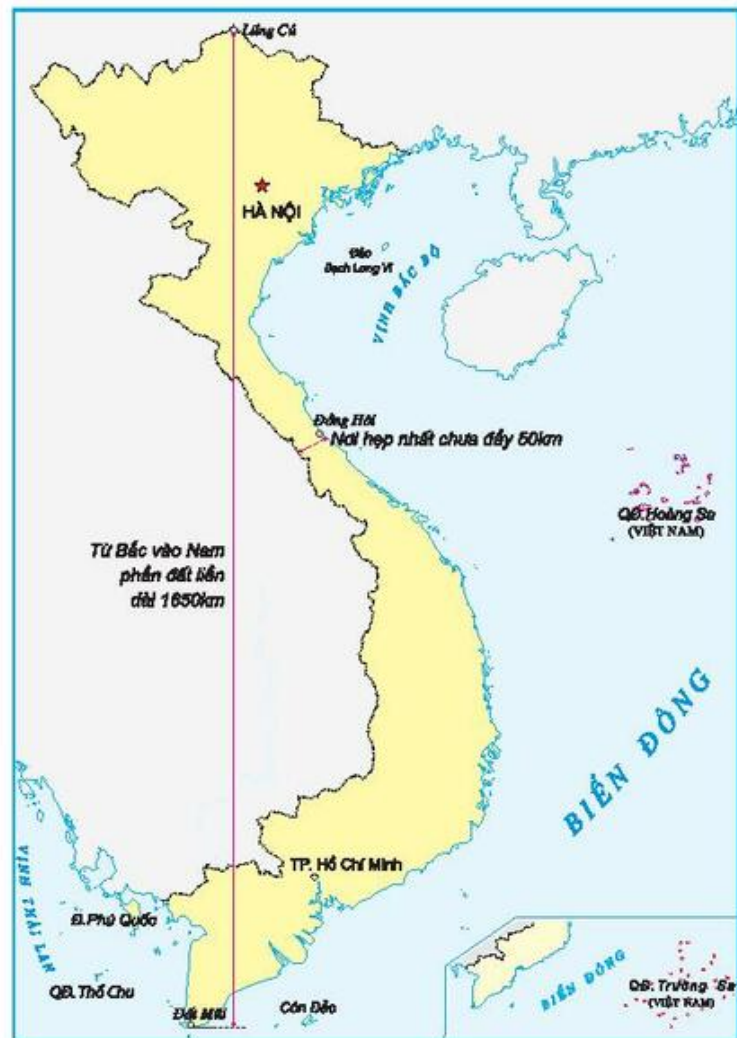 Lũng Cú
HÀ NỘI
Đảo
Bạch Long Vĩ
VỊNH BẮC BỘ
Đồng Hới
Nơi hẹp nhất chưa đầy 50km
QĐ.Hoàng Sa
(VIỆT NAM)
Từ Bắc vào Nam
phần đất liền
dài 1650km
BIỂN ĐÔNG
TP. Hồ Chí Minh
VỊNH THÁI LAN
Đ.Phú Quốc
QĐ.Thổ Chu
Đất Mũi
Côn Đảo
BIỂN ĐÔNG
QĐ. Trường Sa
(VIỆT NAM)